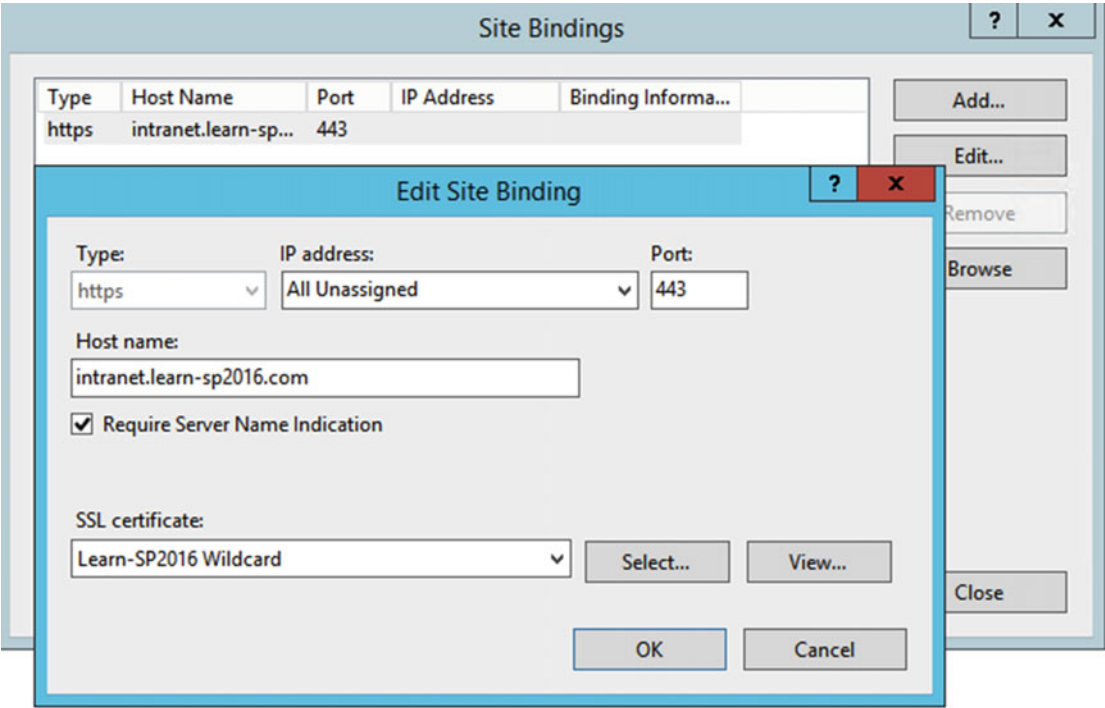 Site Bindings
? x
Type Host Name Port IP Address Binding Informa...
https intranet.learn-sp... 443
Add...
Edit...
Remove
Browse
Close
Edit Site Binding
? x
Type: IP address: Port:
https All Unassigned 443
Host name:
intranet.learn-sp2016.com
Require Server Name Indication
SSL certificate:
Learn-SP2016 Wildcard Select... View...
OK Cancel